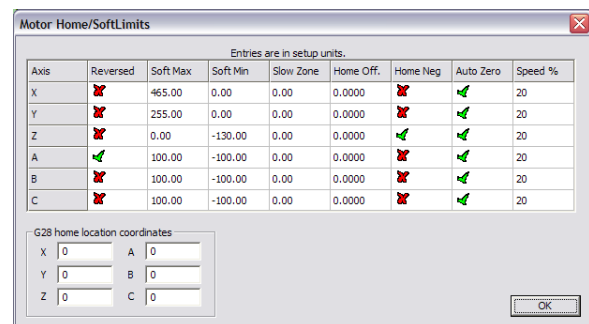 Motor Home/SoftLimits
Entries are in setup units.
Axis Reversed Soft Max Soft Min Slow Zone Home Off. Home Neg Auto Zero Speed %
X 465.00 0.00 0.00 0.0000 20
Y 255.00 0.00 0.00 0.0000 20
Z 0.00 -130.00 0.00 0.0000 20
A 100.00 -100.00 0.00 0.0000 20
B 100.00 -100.00 0.00 0.0000 20
C 100.00 -100.00 0.00 0.0000 20
G28 home location coordinates
X 0 A 0
Y 0 B 0
Z 0 C 0
OK